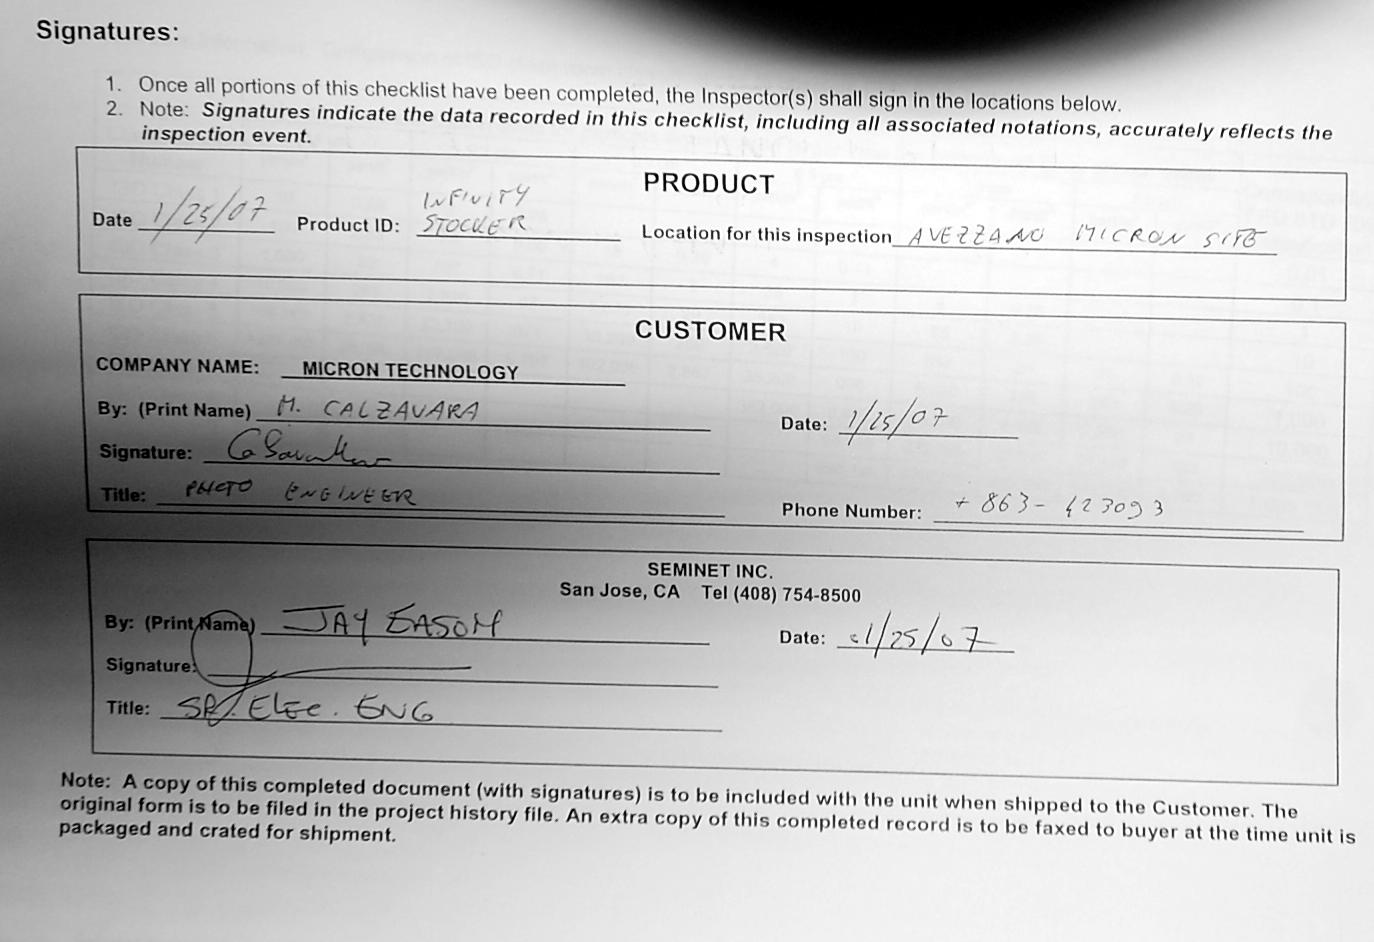 Signatures:
1. Once all portions of this checklist have been completed, the Inspector(s) shall sign in the locations below.
2. Note: Signatures indicate the data recorded in this checklist, including all associated notations, accurately reflects the
inspection event.
PRODUCT
Date 1/25/07 Product ID: INFINITY STOCKER Location for this inspection AVEZZANO MICRON SITE
CUSTOMER
COMPANY NAME: MICRON TECHNOLOGY
By: (Print Name) M. CALZAVARA Date: 1/25/07
Signature:
Title: PHOTO ENGINEER Phone Number: + 863- 423093
SEMINET INC.
San Jose, CA Tel (408) 754-8500
By: (Print Name) JAY EASOM Date: 01/25/07
Signature:
Title: SR. ELEC. ENG
Note: A copy of this completed document (with signatures) is to be included with the unit when shipped to the Customer. The
original form is to be filed in the project history file. An extra copy of this completed record is to be faxed to buyer at the time unit is
packaged and crated for shipment.